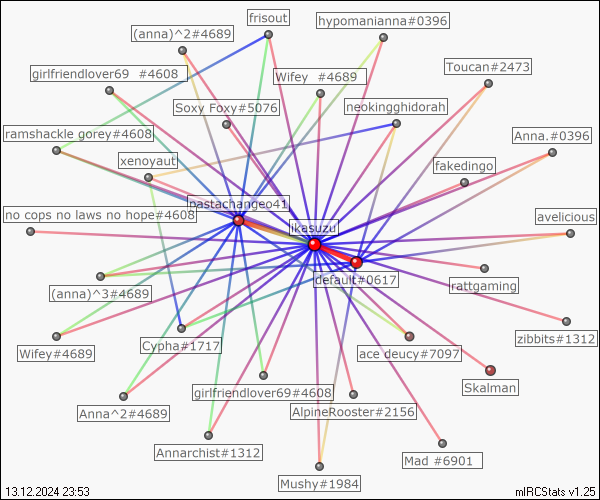 frisout
hypomanianna#0396
(anna)^2#4689
Toucan#2473
girlfriendlover69 #4608
Wifey #4689
Soxy Foxy#5076
neokingghidorah
ramshackle gorey#4608
Anna.#0396
xenoyaut
fakedingo
pastachangeo41
no cops no laws no hope#4608
avelicious
ikasuzu
default#0617
rattgaming
(anna)^3#4689
zibbits#1312
Wifey#4689
Cypha#1717
ace deucy#7097
Skalman
girlfriendlover69#4608
Anna^2#4689
AlpineRooster#2156
Annarchist#1312
Mad #6901
Mushy#1984
13.12.2024 23:53
mIRCStats v1.25